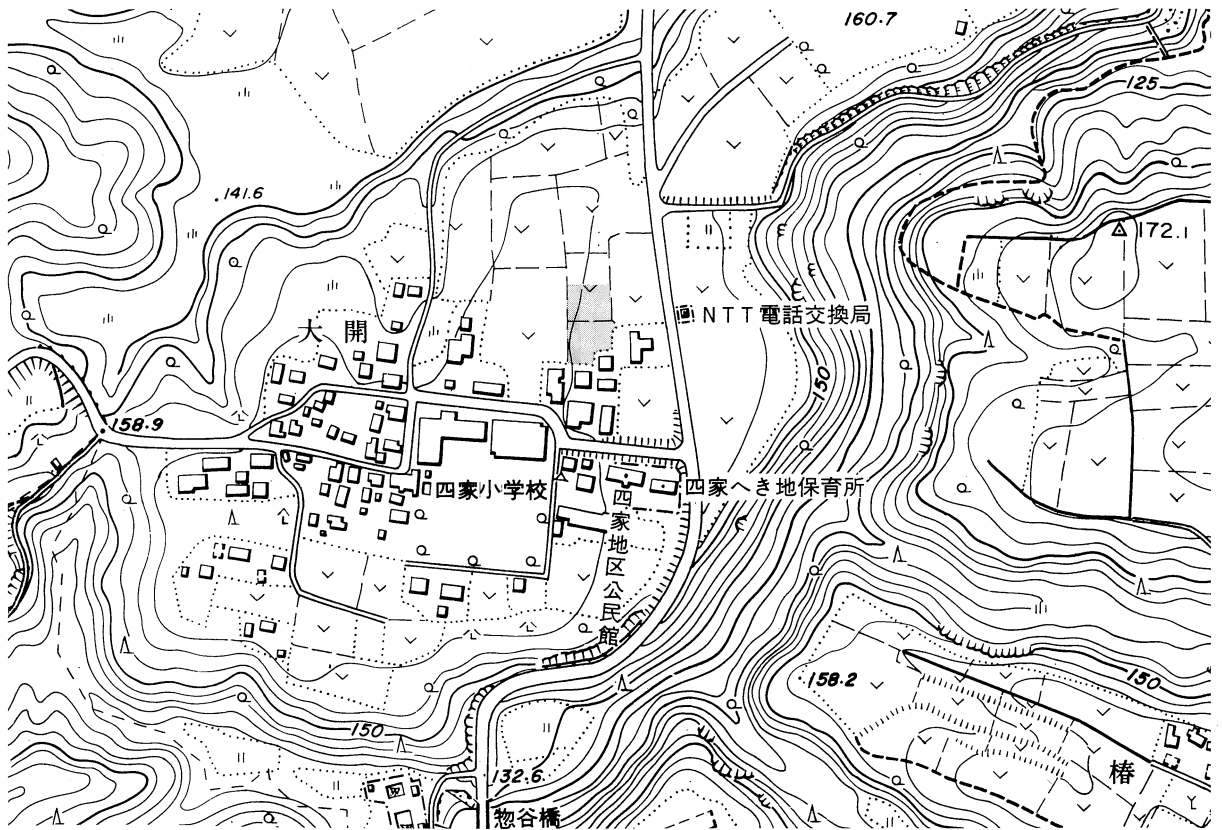 160.7
125
141.6
172.1
大開
NTT電話交換局
150
158.9
四家小学校
四家へき地保育所
四家地区公民館
158.2
150
150
132.6
椿
惣谷橋